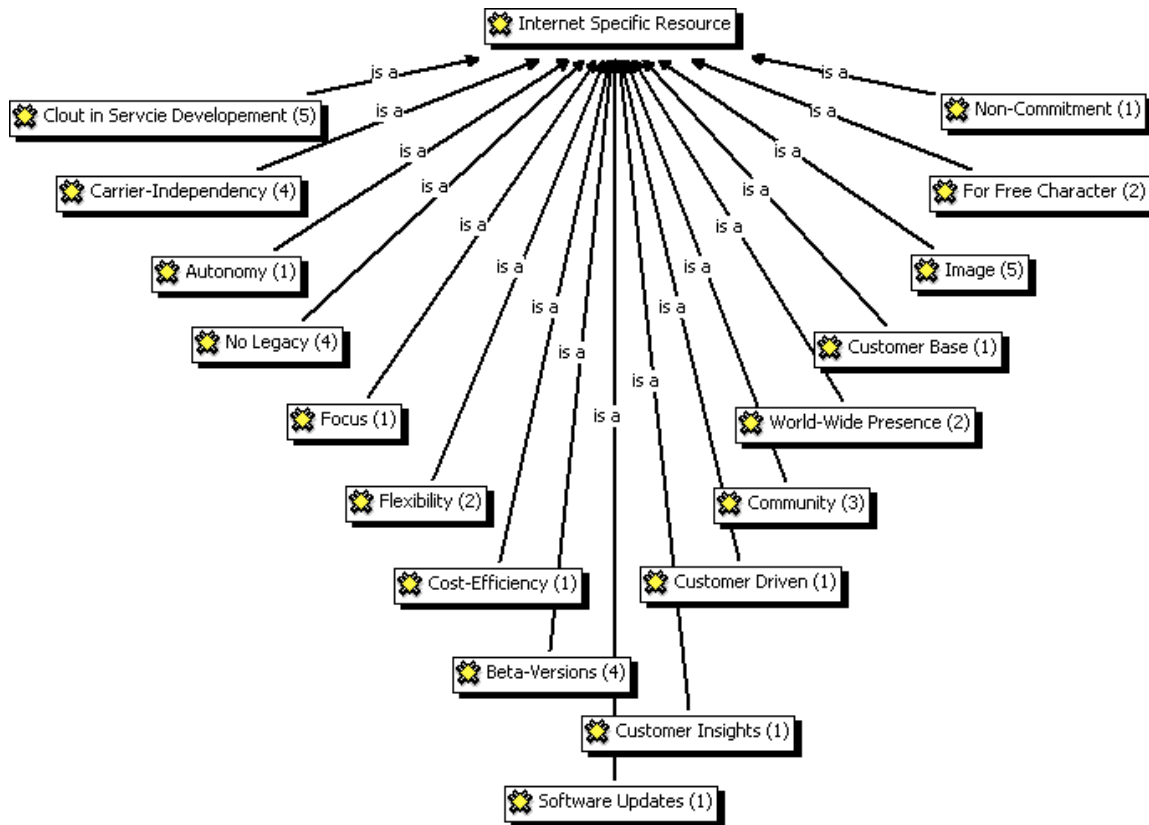 Internet Specific Resource
is a
is a
Clout in Servcie Developement (5)
Non-Commitment (1)
is a
is a
is a
is a
Carrier-Independency (4)
is a
is a
For Free Character (2)
is a
is a
Autonomy (1)
is a
is a
Image (5)
is a
No Legacy (4)
is a
Customer Base (1)
is a
is a
Focus (1)
is a
World-Wide Presence (2)
Flexibility (2)
Community (3)
Cost-Efficiency (1)
Customer Driven (1)
Beta-Versions (4)
Customer Insights (1)
Software Updates (1)